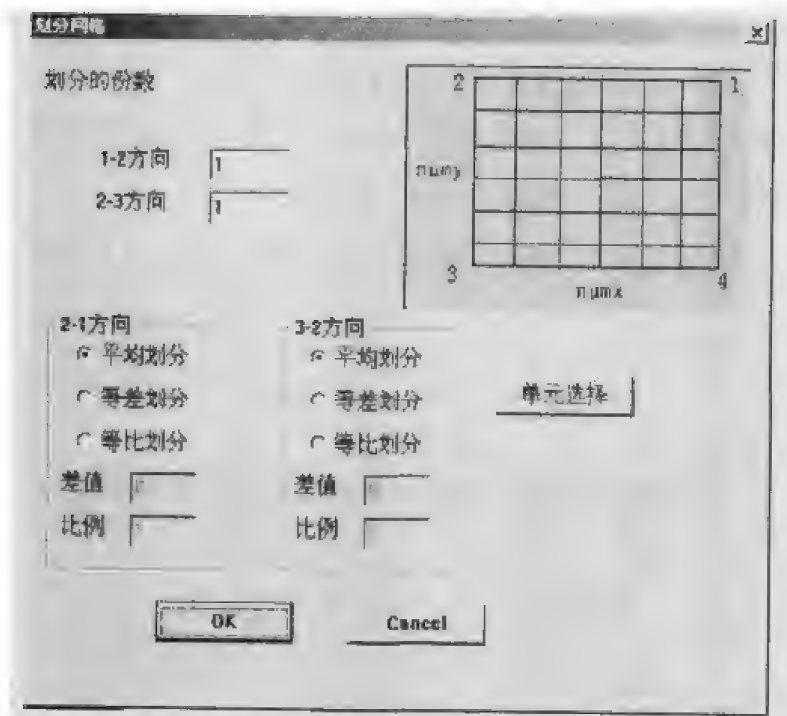 划分网格
划分的份数
1-2方向 1
2-3方向 1
2 1
numy
3 4
numx
2-1方向
平均划分
等差划分
等比划分
差值
比例
3-2方向
平均划分
等差划分
等比划分
差值
比例
单元选择
OK Cancel